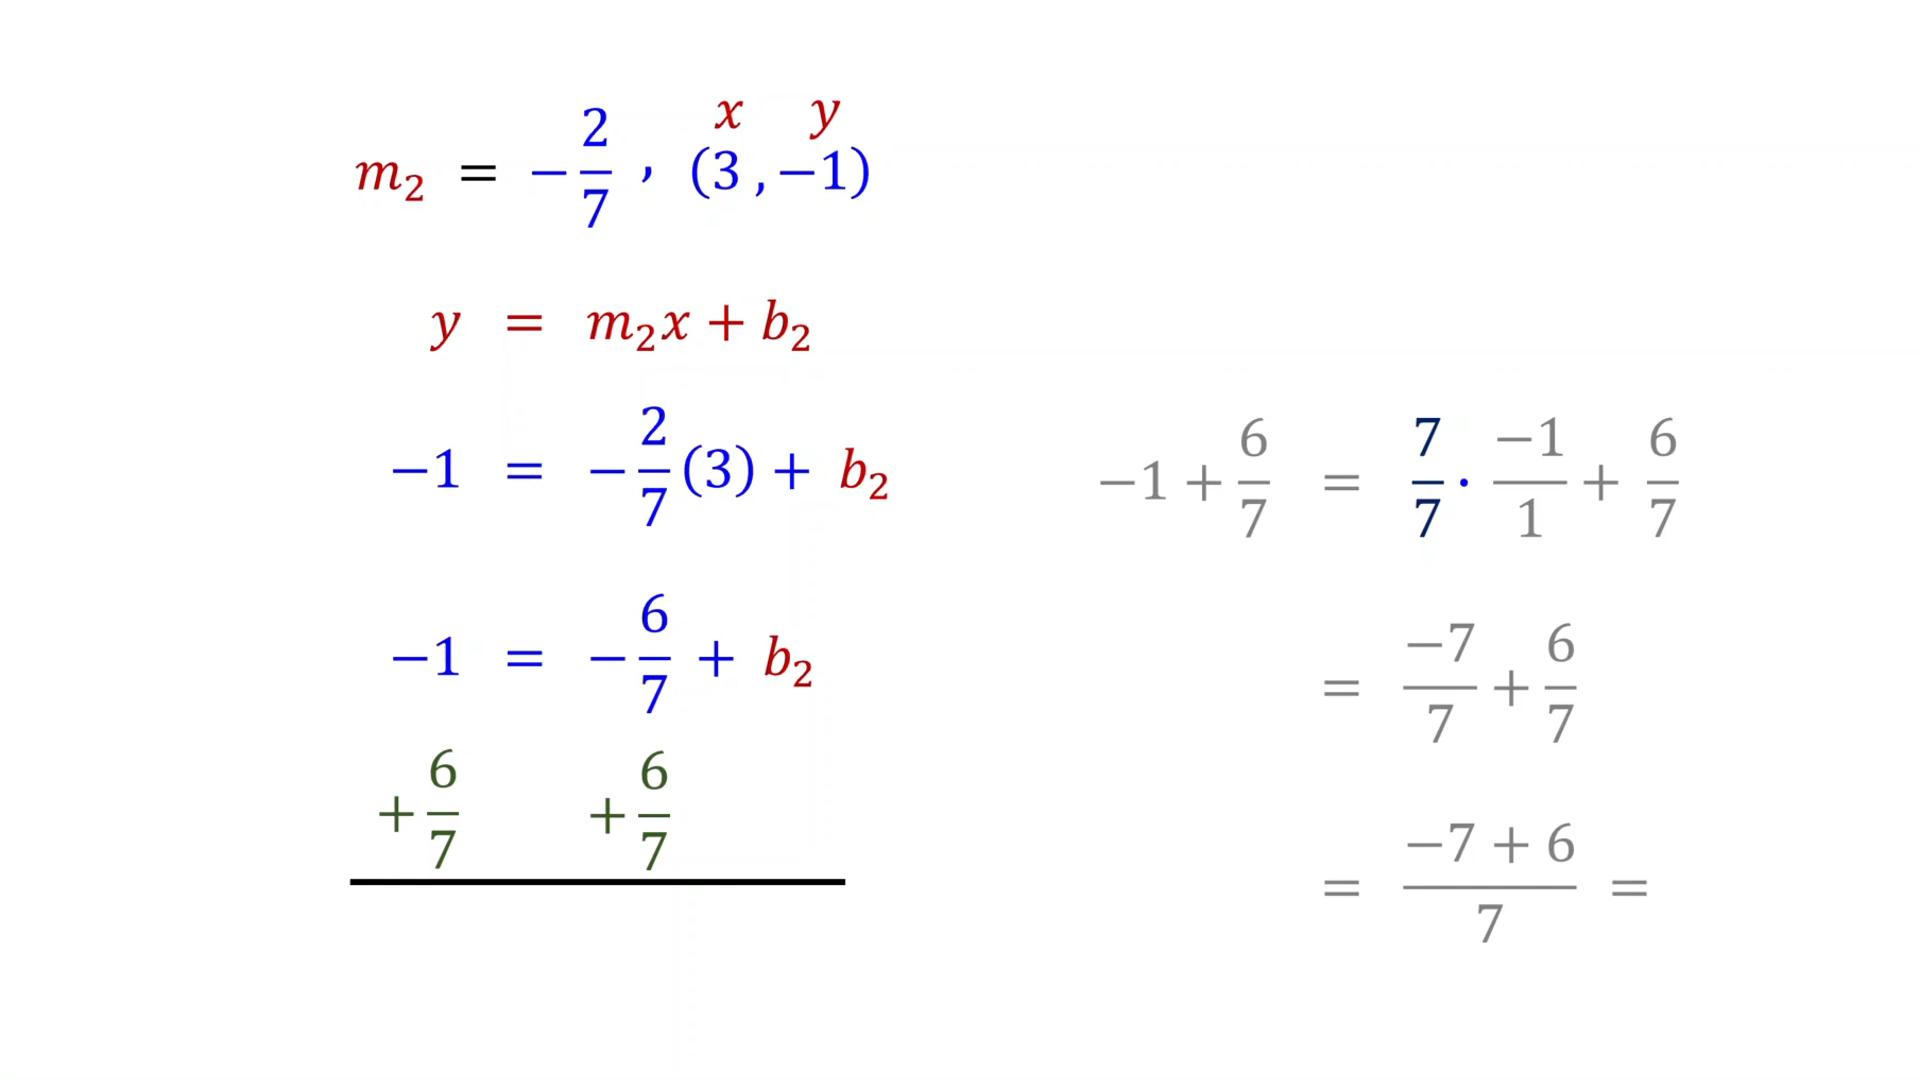 x y
m₂ = −2/7 , (3 , −1)
y = m₂x + b₂
−1 = −2/7(3) + b₂
−1 = −6/7 + b₂
+6/7 +6/7
−1 + 6/7 = 7/7 · −1/1 + 6/7
= −7/7 + 6/7
= −7 + 6/7 =